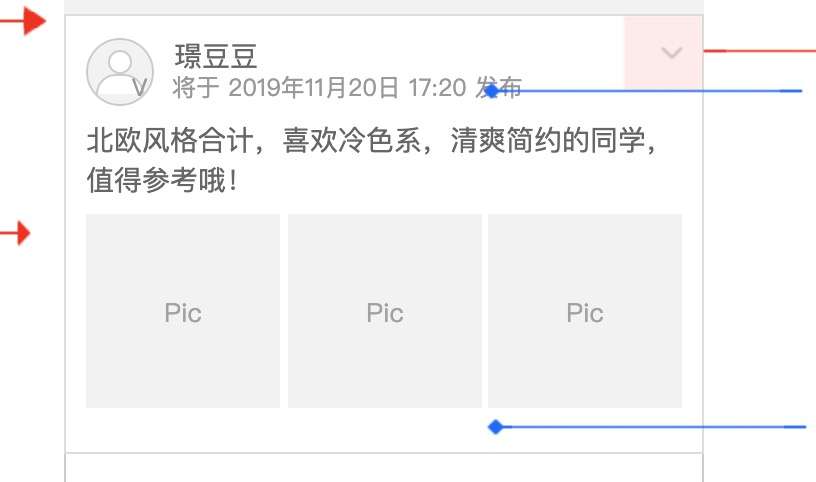 璟豆豆
V
将于 2019年11月20日 17:20 发布
北欧风格合计，喜欢冷色系，清爽简约的同学，
值得参考哦！
Pic
Pic
Pic